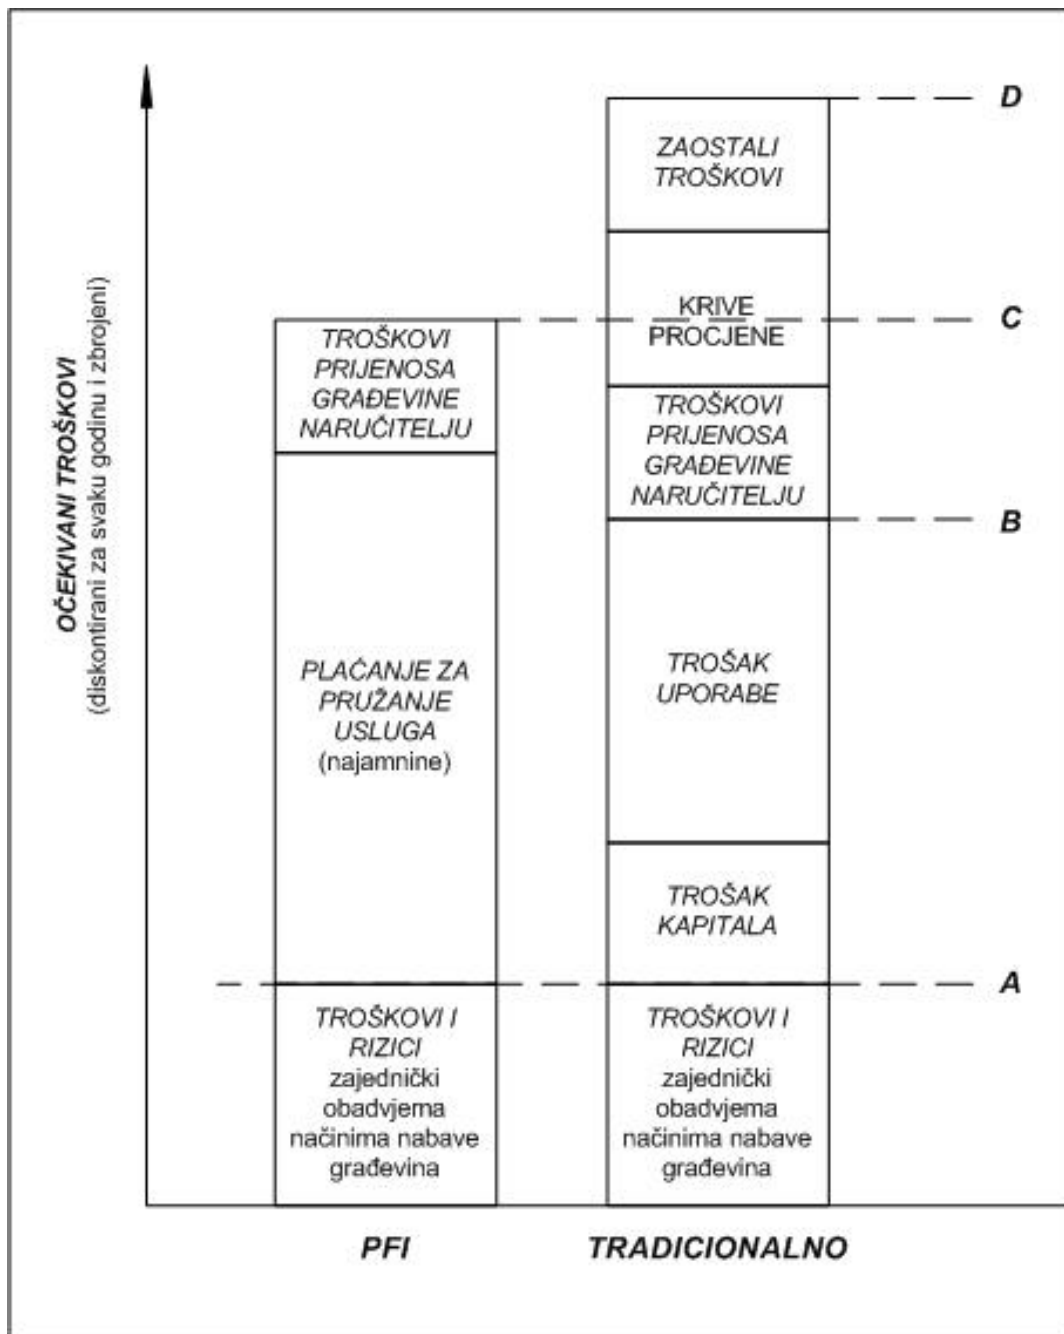 D
ZAOSTALI
TROŠKOVI
KRIVE
PROCJENE
C
TROŠKOVI
PRIJENOSA
GRAĐEVINE
NARUČITELJU
TROŠKOVI
PRIJENOSA
GRAĐEVINE
NARUČITELJU
B
OČEKIVANI TROŠKOVI
(diskontirani za svaku godinu i zbrojeni)
PLAĆANJE ZA
PRUŽANJE
USLUGA
(najamnine)
TROŠAK
UPORABE
TROŠAK
KAPITALA
A
TROŠKOVI I
RIZICI
zajednički
obadvjema
načinima nabave
građevina
TROŠKOVI I
RIZICI
zajednički
obadvjema
načinima nabave
građevina
PFI
TRADICIONALNO